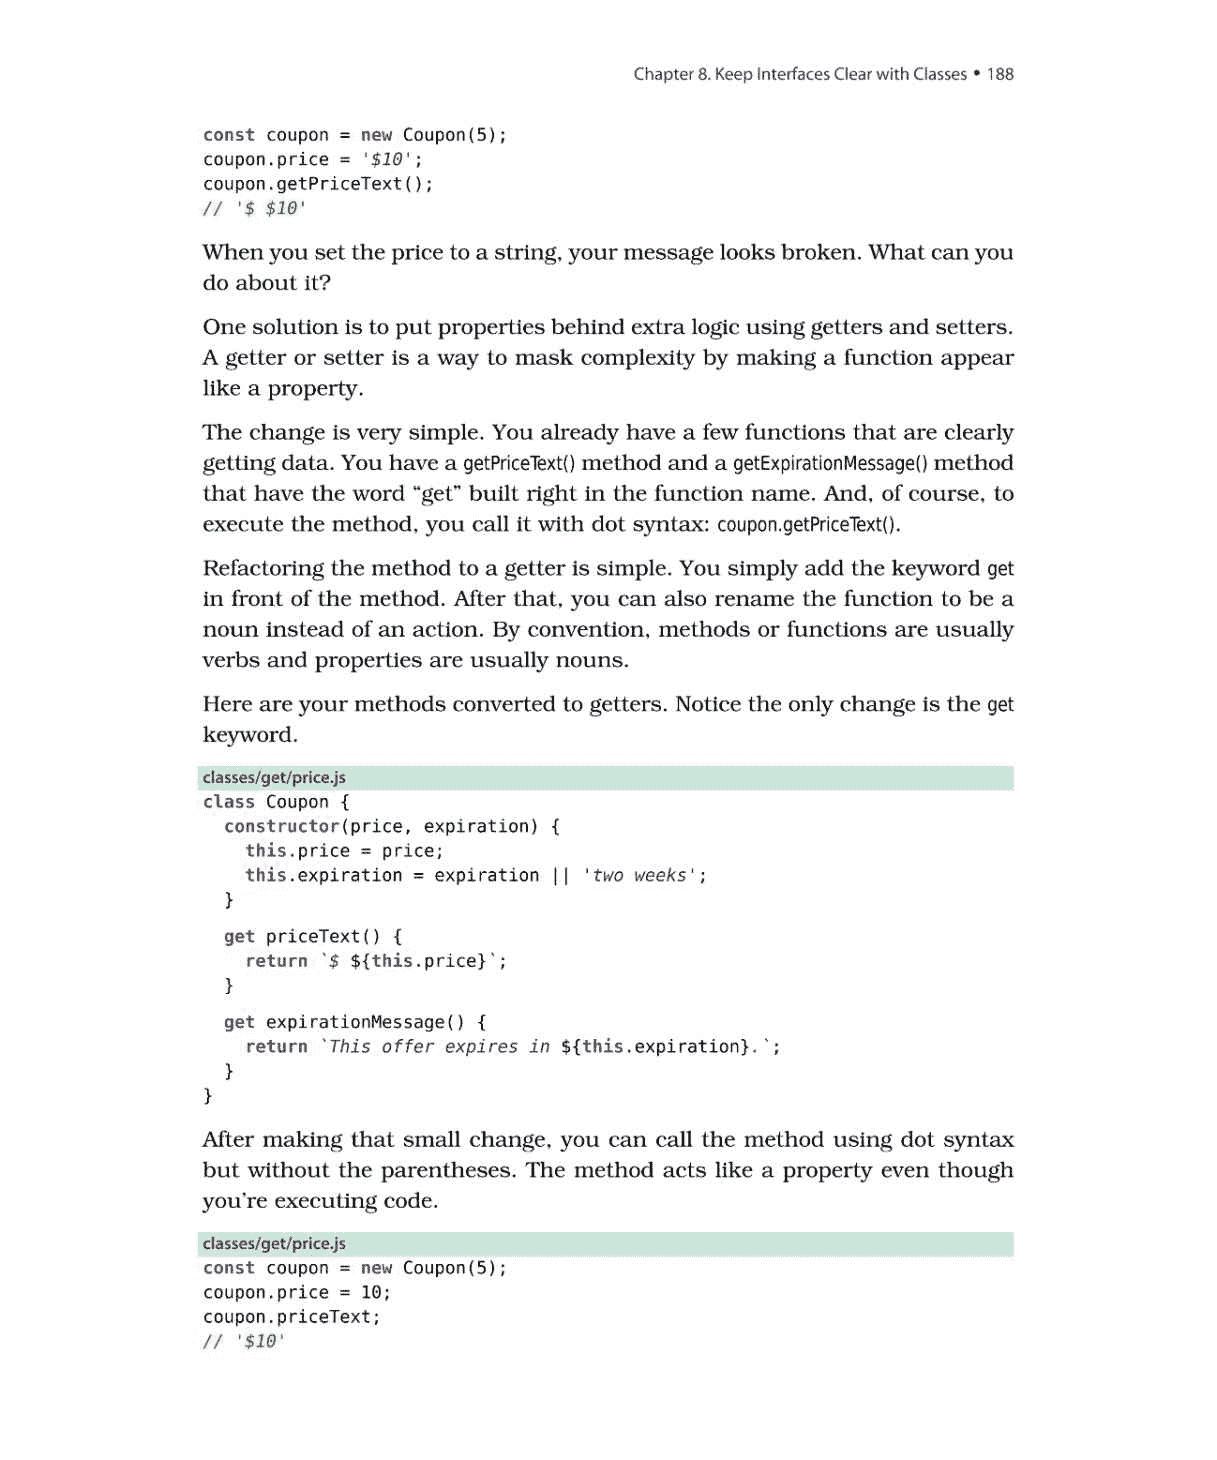 Chapter 8. Keep Interfaces Clear with Classes • 188
const coupon = new Coupon(5);
coupon.price = '$10';
coupon.getPriceText();
// '$ $10'
When you set the price to a string, your message looks broken. What can you
do about it?
One solution is to put properties behind extra logic using getters and setters.
A getter or setter is a way to mask complexity by making a function appear
like a property.
The change is very simple. You already have a few functions that are clearly
getting data. You have a getPriceText() method and a getExpirationMessage() method
that have the word “get” built right in the function name. And, of course, to
execute the method, you call it with dot syntax: coupon.getPriceText().
Refactoring the method to a getter is simple. You simply add the keyword get
in front of the method. After that, you can also rename the function to be a
noun instead of an action. By convention, methods or functions are usually
verbs and properties are usually nouns.
Here are your methods converted to getters. Notice the only change is the get
keyword.
classes/get/price.js
class Coupon {
  constructor(price, expiration) {
    this.price = price;
    this.expiration = expiration || 'two weeks';
  }
  get priceText() {
    return `$ ${this.price}`;
  }
  get expirationMessage() {
    return `This offer expires in ${this.expiration}.`;
  }
}
After making that small change, you can call the method using dot syntax
but without the parentheses. The method acts like a property even though
you’re executing code.
classes/get/price.js
const coupon = new Coupon(5);
coupon.price = 10;
coupon.priceText;
// '$10'